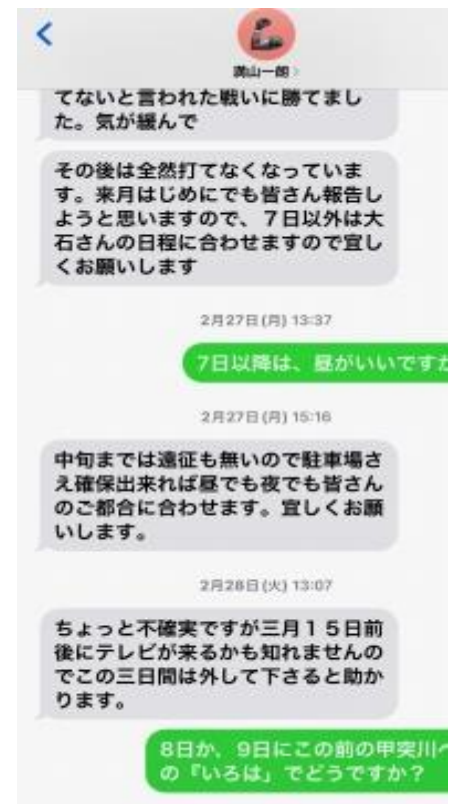 満山一朗
てないと言われた戦いに勝てまし
た。気が緩んで
その後は全然打てなくなっていま
す。来月はじめにでも皆さん報告し
ようと思いますので、７日以外は大
石さんの日程に合わせますので宜し
くお願いします
2月27日(月) 13:37
7日以降は、昼がいいですか
2月27日(月) 15:16
中旬までは遠征も無いので駐車場さ
え確保出来れば昼でも夜でも皆さん
のご都合に合わせます。宜しくお願
いします。
2月28日(火) 13:07
ちょっと不確実ですが三月１５日前
後にテレビが来るかも知れませんの
でこの三日間は外して下さると助か
ります。
8日か、9日にこの前の甲突川へ
の『いろは』でどうですか？